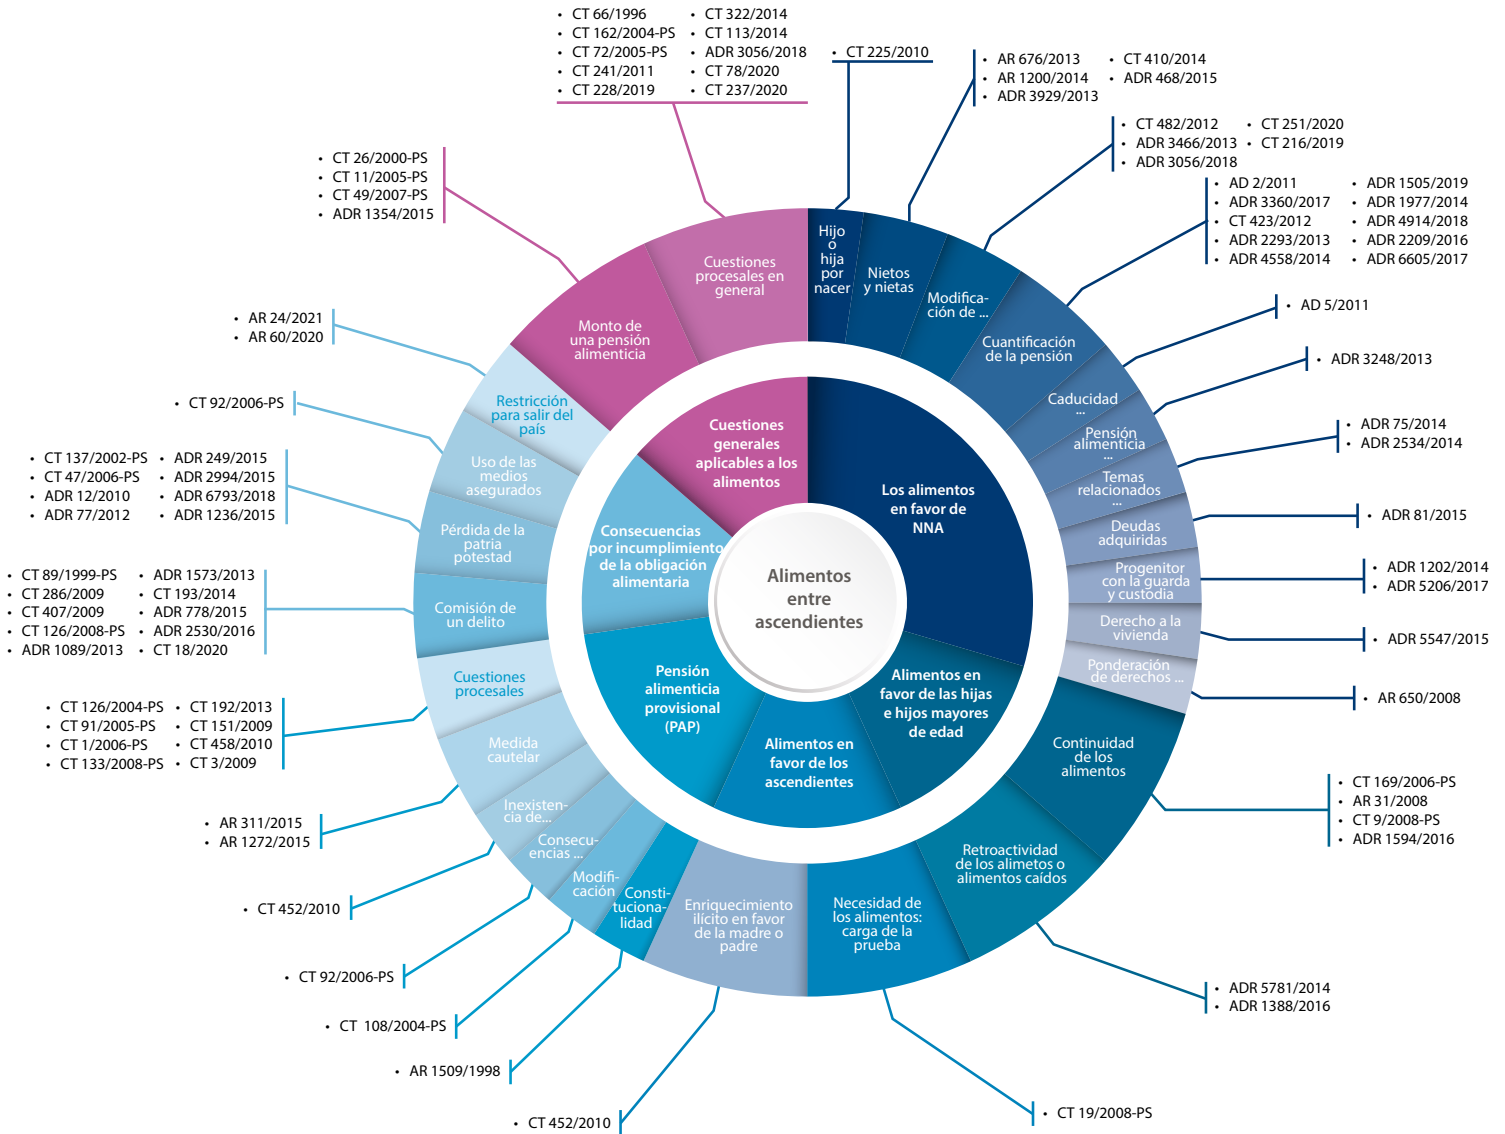 • CT 66/1996
• CT 162/2004-PS
• CT 72/2005-PS
• CT 241/2011
• CT 228/2019
• CT 322/2014
• CT 113/2014
• ADR 3056/2018
• CT 78/2020
• CT 237/2020
• CT 225/2010
• AR 676/2013
• AR 1200/2014
• ADR 3929/2013
• CT 410/2014
• ADR 468/2015
• CT 482/2012
• ADR 3466/2013
• ADR 3056/2018
• CT 251/2020
• CT 216/2019
• AD 2/2011
• ADR 3360/2017
• CT 423/2012
• ADR 2293/2013
• ADR 4558/2014
• ADR 1505/2019
• ADR 1977/2014
• ADR 4914/2018
• ADR 2209/2016
• ADR 6605/2017
• AD 5/2011
• ADR 3248/2013
• ADR 75/2014
• ADR 2534/2014
• ADR 81/2015
• ADR 1202/2014
• ADR 5206/2017
• ADR 5547/2015
• AR 650/2008
• CT 169/2006-PS
• AR 31/2008
• CT 9/2008-PS
• ADR 1594/2016
• ADR 5781/2014
• ADR 1388/2016
• CT 19/2008-PS
• CT 452/2010
• AR 1509/1998
• CT 108/2004-PS
• CT 92/2006-PS
• CT 452/2010
• AR 311/2015
• AR 1272/2015
• CT 126/2004-PS
• CT 91/2005-PS
• CT 1/2006-PS
• CT 133/2008-PS
• CT 192/2013
• CT 151/2009
• CT 458/2010
• CT 3/2009
• CT 89/1999-PS
• CT 286/2009
• CT 407/2009
• CT 126/2008-PS
• ADR 1089/2013
• ADR 1573/2013
• CT 193/2014
• ADR 778/2015
• ADR 2530/2016
• CT 18/2020
• CT 137/2002-PS
• CT 47/2006-PS
• ADR 12/2010
• ADR 77/2012
• ADR 249/2015
• ADR 2994/2015
• ADR 6793/2018
• ADR 1236/2015
• CT 92/2006-PS
• AR 24/2021
• AR 60/2020
• CT 26/2000-PS
• CT 11/2005-PS
• CT 49/2007-PS
• ADR 1354/2015
Cuestiones
procesales en
general
Hijo
o
hija
por
nacer
Nietos
y nietas
Modifica-
ción de ...
Cuantificación
de la pensión
Caducidad
...
Pensión
alimenticia
...
Temas
relacionados
...
Deudas
adquiridas
Progenitor
con la guarda
y custodia
Derecho a la
vivienda
Ponderación
de derechos ...
Continuidad
de los
alimentos
Retroactividad
de los alimetos o
alimentos caídos
Necesidad de
los alimentos:
carga de la
prueba
Enriquecimiento
ilícito en favor
de la madre o
padre
Consti-
tuciona-
lidad
Modifi-
cación
Consecu-
encias ...
Inexisten-
cia de...
Medida
cautelar
Cuestiones
procesales
Comisión de
un delito
Pérdida de la
patria
potestad
Uso de las
medios
asegurados
Restricción
para salir del
país
Monto de
una pensión
alimenticia
Cuestiones
generales
aplicables a los
alimentos
Los alimentos
en favor de
NNA
Alimentos en
favor de las hijas
e hijos mayores
de edad
Alimentos en
favor de los
ascendientes
Pensión
alimenticia
provisional
(PAP)
Consecuencias
por incumplimiento
de la obligación
alimentaria
Alimentos
entre
ascendientes